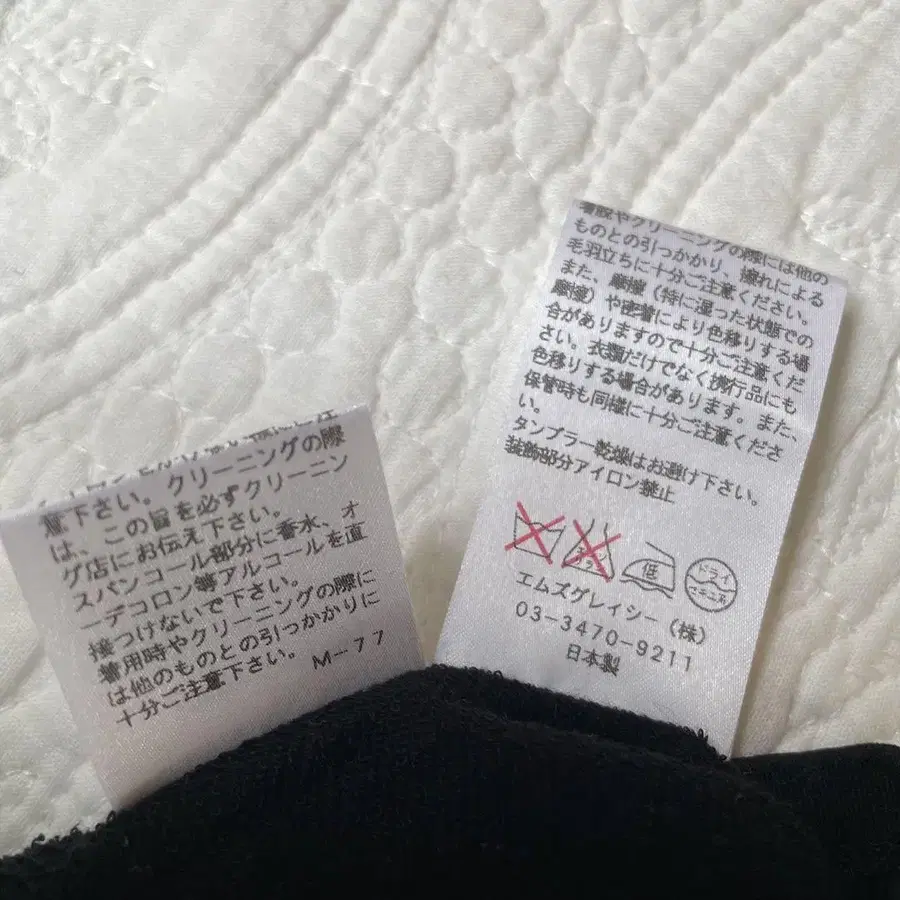 意下さい。クリーニングの際
は、この旨を必ずクリーニン
グ店にお伝え下さい。
スパンコール部分に香水、オ
ーデコロン等アルコールを直
接つけないで下さい。
着用時やクリーニングの際に
は他のものとの引っかかりに
十分ご注意下さい。
M-77
着脱やクリーニングの際には他の
ものとの引っかかり、擦れによる
毛羽立ちに十分ご注意ください。
また、摩擦（特に湿った状態での
摩擦）や密着により色移りする場
合がありますので十分ご注意くだ
さい。衣類だけでなく携行品にも
色移りする場合があります。また、
保管時も同様に十分ご注意くださ
い。
タンブラー乾燥はお避け下さい。
装飾部分アイロン禁止
エンソ
サラシ
低
ドライ
セキユ系
エムズグレイシー（株）
03-3470-9211
日本製